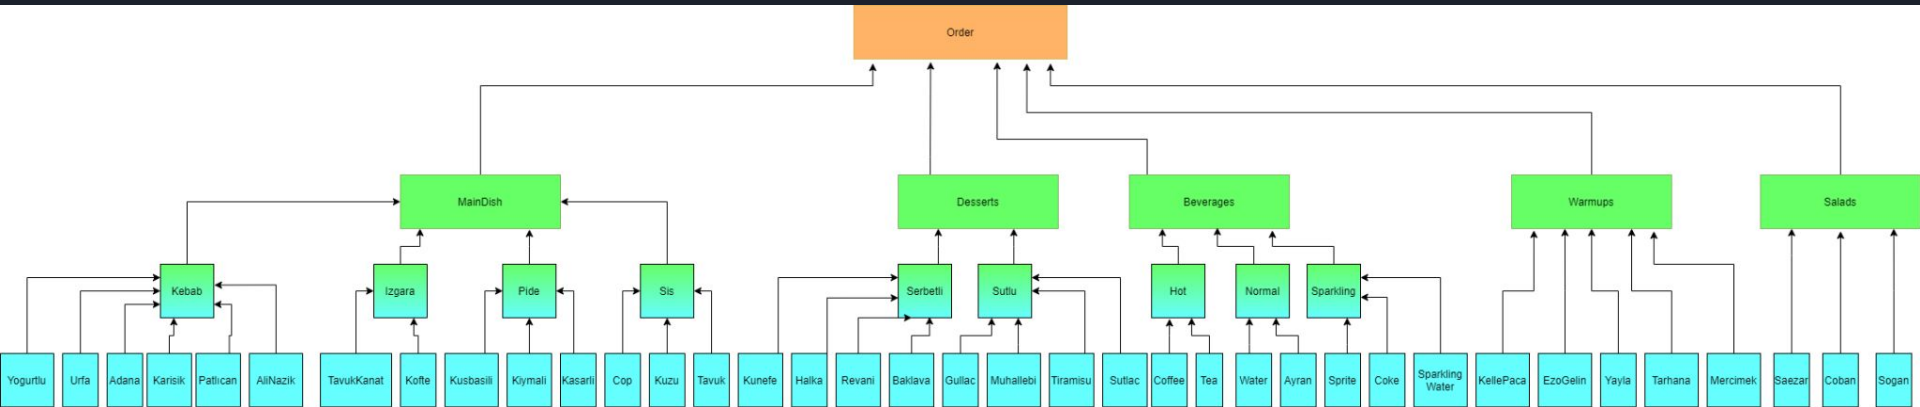 Order
MainDish
Desserts
Beverages
Warmups
Salads
Kebab
Izgara
Pide
Sis
Serbetli
Sutlu
Hot
Normal
Sparkling
Yogurtlu
Urfa
Adana
Karisik
Patlıcan
AliNazik
TavukKanat
Kofte
Kusbasili
Kiymali
Kasarli
Cop
Kuzu
Tavuk
Kunefe
Halka
Revani
Baklava
Gullac
Muhallebi
Tiramisu
Sutlac
Coffee
Tea
Water
Ayran
Sprite
Coke
Sparkling
Water
KellePaca
EzoGelin
Yayla
Tarhana
Mercimek
Saezar
Coban
Sogan